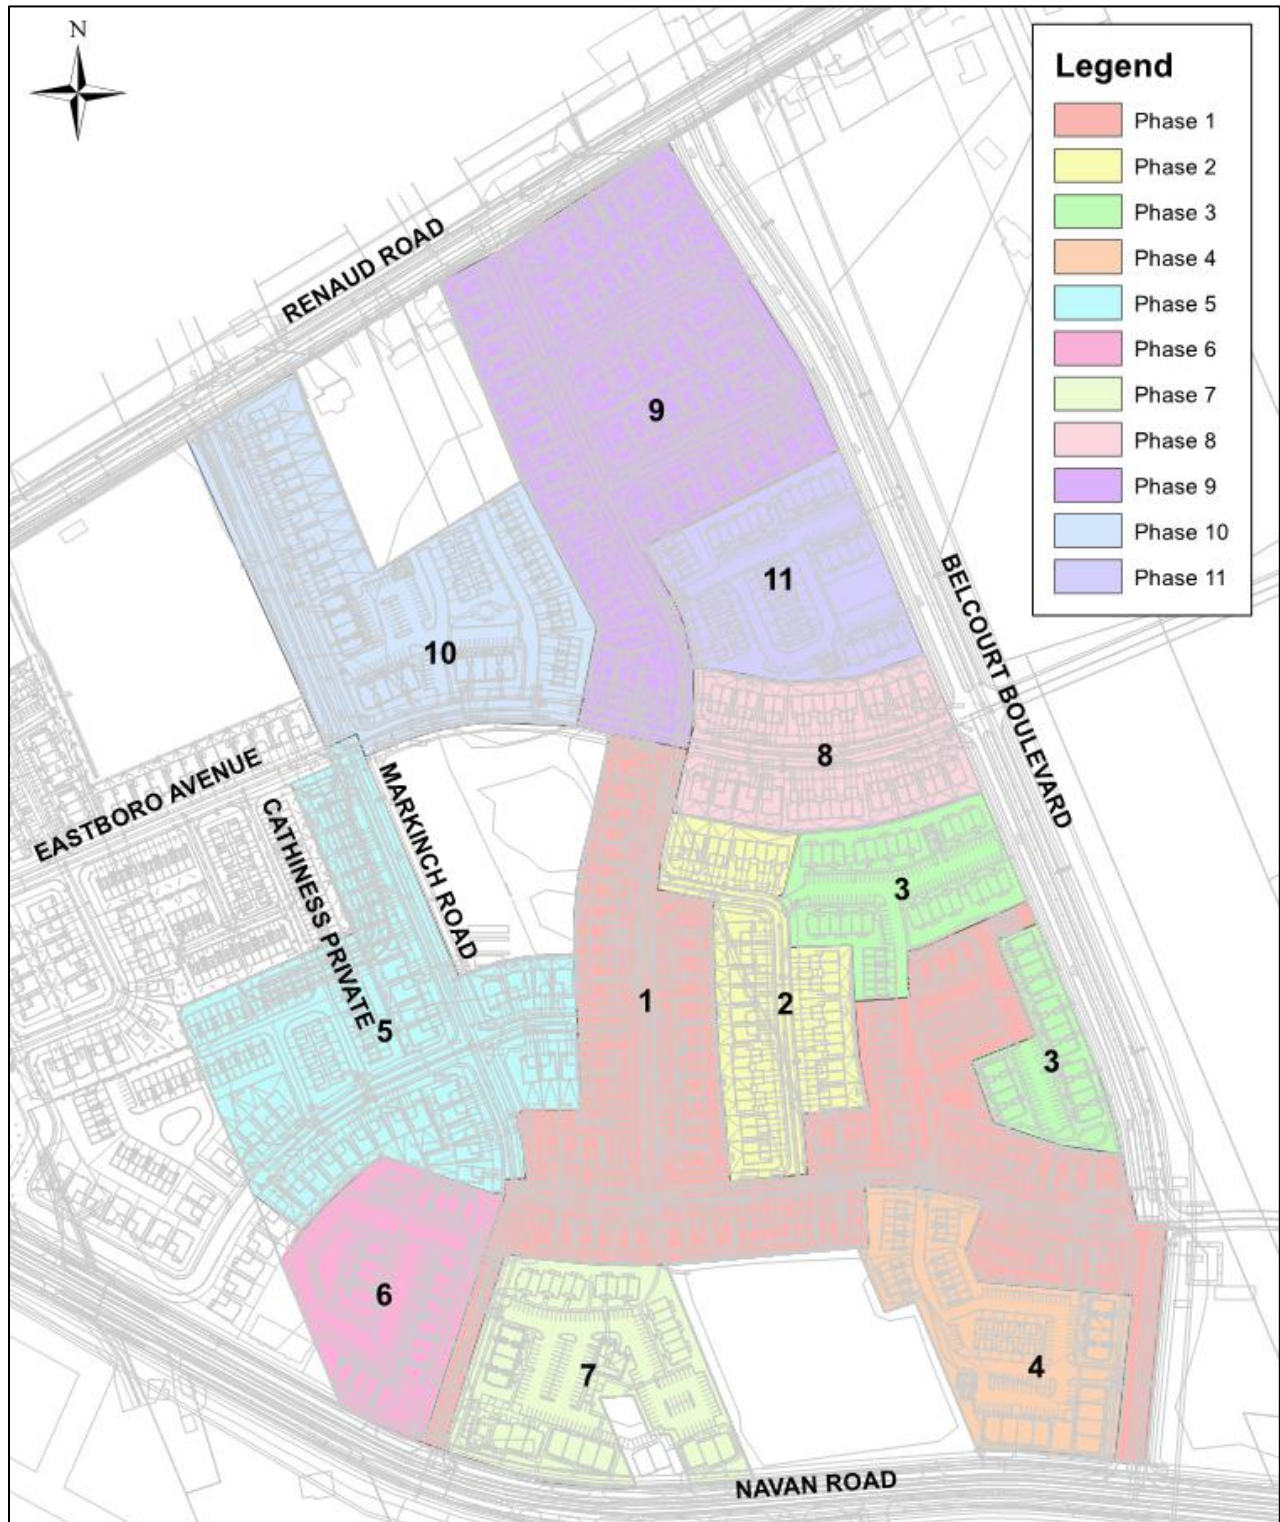 N
Legend
Phase 1
Phase 2
Phase 3
Phase 4
Phase 5
Phase 6
Phase 7
Phase 8
Phase 9
Phase 10
Phase 11
RENAUD ROAD
9
11
BELCOURT BOULEVARD
10
8
EASTBORO AVENUE
MARKINCH ROAD
CATHINESS PRIVATE
3
1
2
5
3
6
4
7
NAVAN ROAD